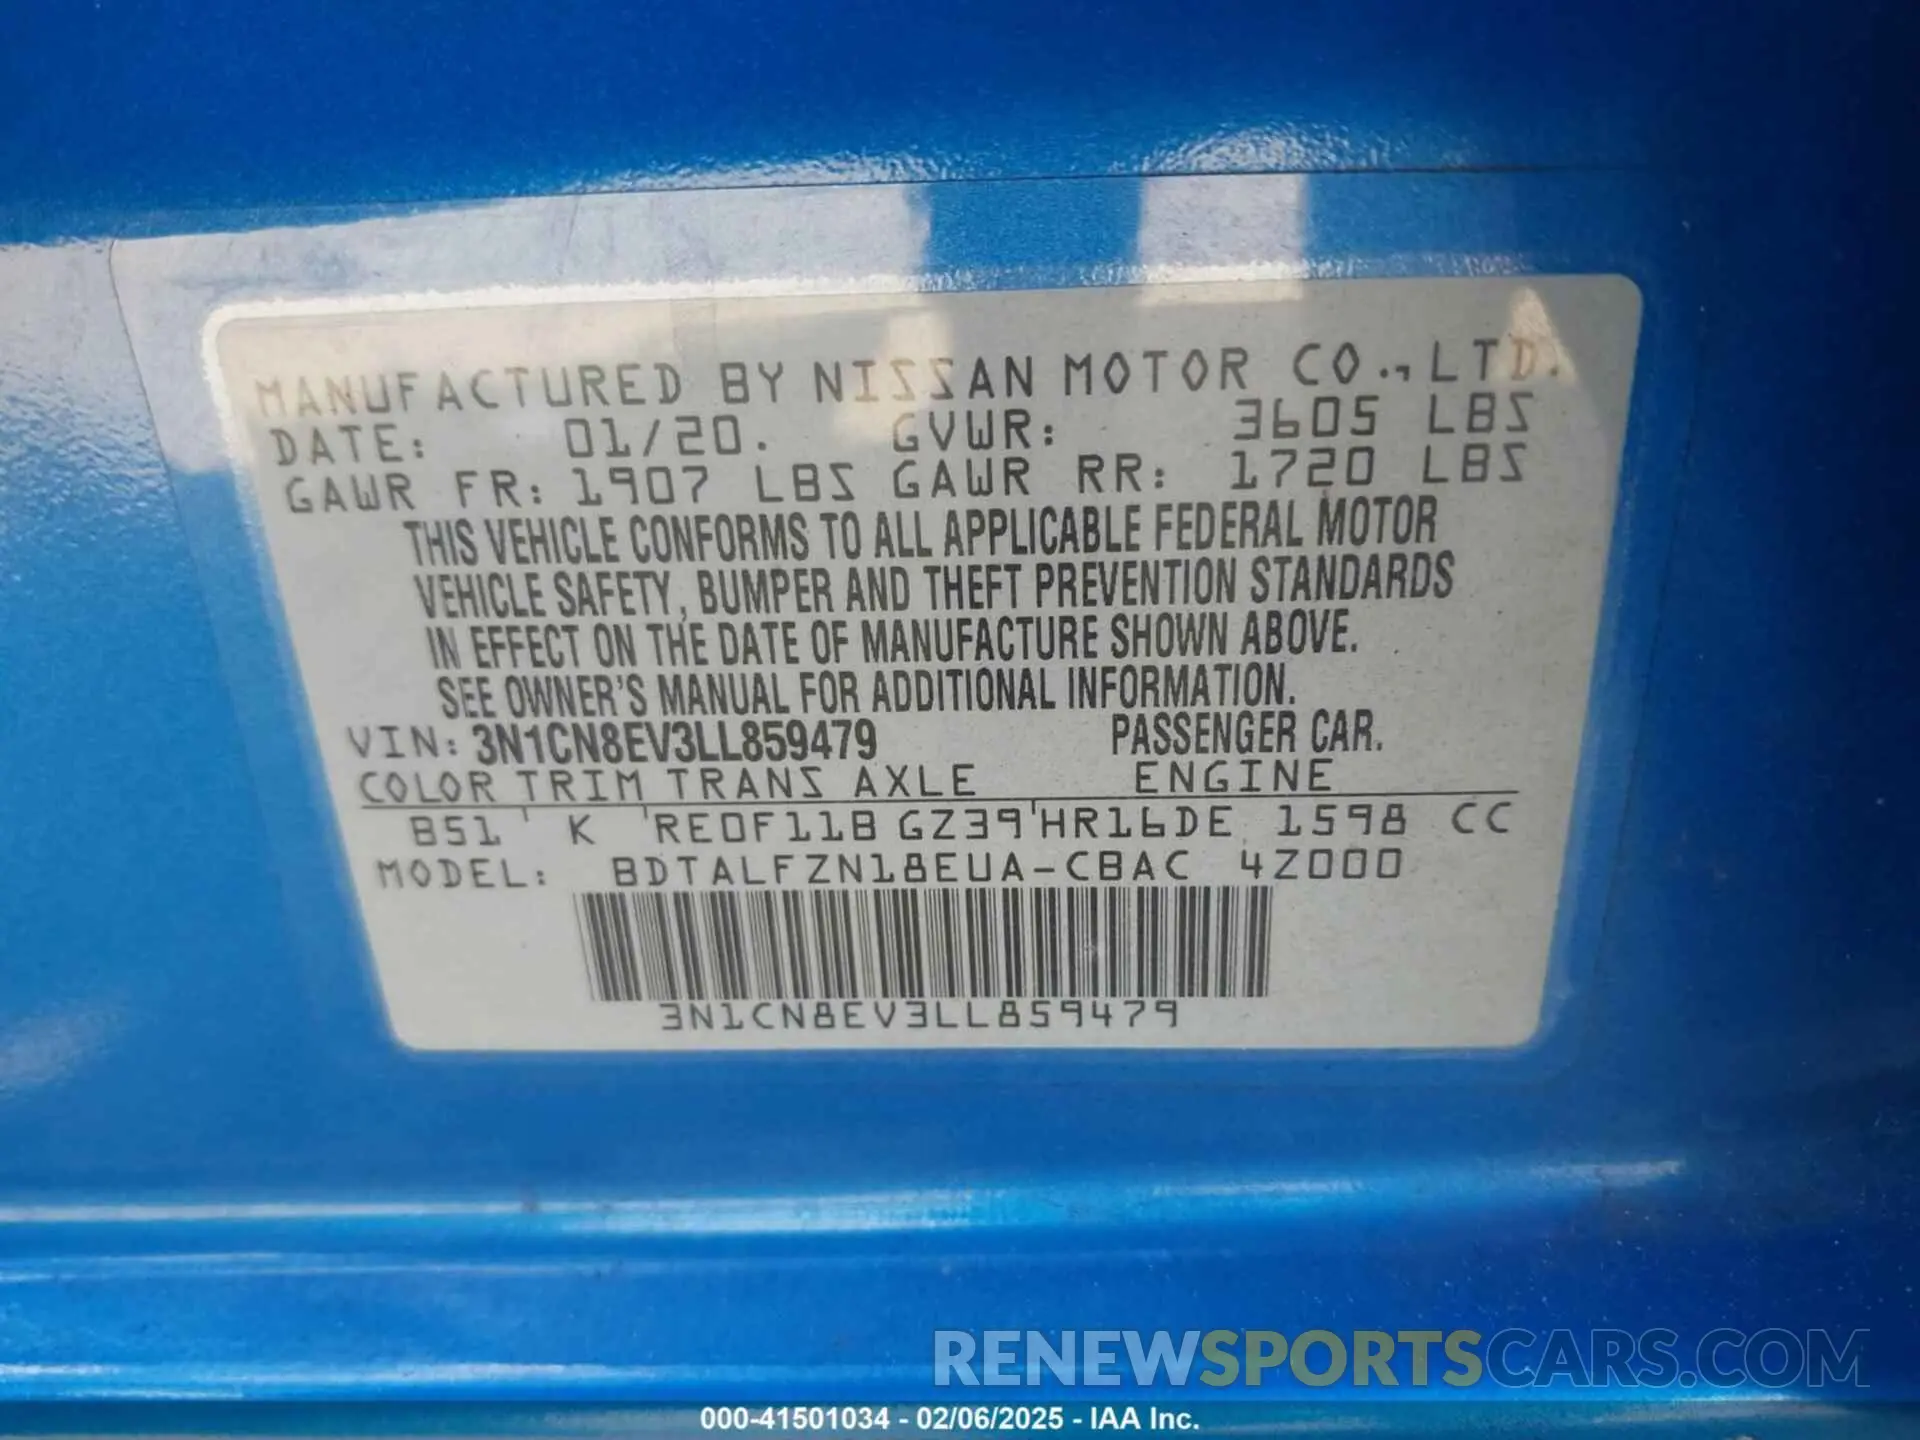 MANUFACTURED BY NISSAN MOTOR CO., LTD.
DATE: 01/20. GVWR: 3605 LBS
GAWR FR: 1907 LBS GAWR RR: 1720 LBS
THIS VEHICLE CONFORMS TO ALL APPLICABLE FEDERAL MOTOR
VEHICLE SAFETY, BUMPER AND THEFT PREVENTION STANDARDS
IN EFFECT ON THE DATE OF MANUFACTURE SHOWN ABOVE.
SEE OWNER'S MANUAL FOR ADDITIONAL INFORMATION.
VIN: 3N1CN8EV3LL859479 PASSENGER CAR.
COLOR TRIM TRANS AXLE ENGINE
B51 K RE0F11B GZ39 HR16DE 1598 CC
MODEL: BDTALFZN18EUA-CBAC 4Z000
3N1CN8EV3LL859479
RENEWSPORTSCARS.COM
000-41501034 - 02/06/2025 - IAA Inc.